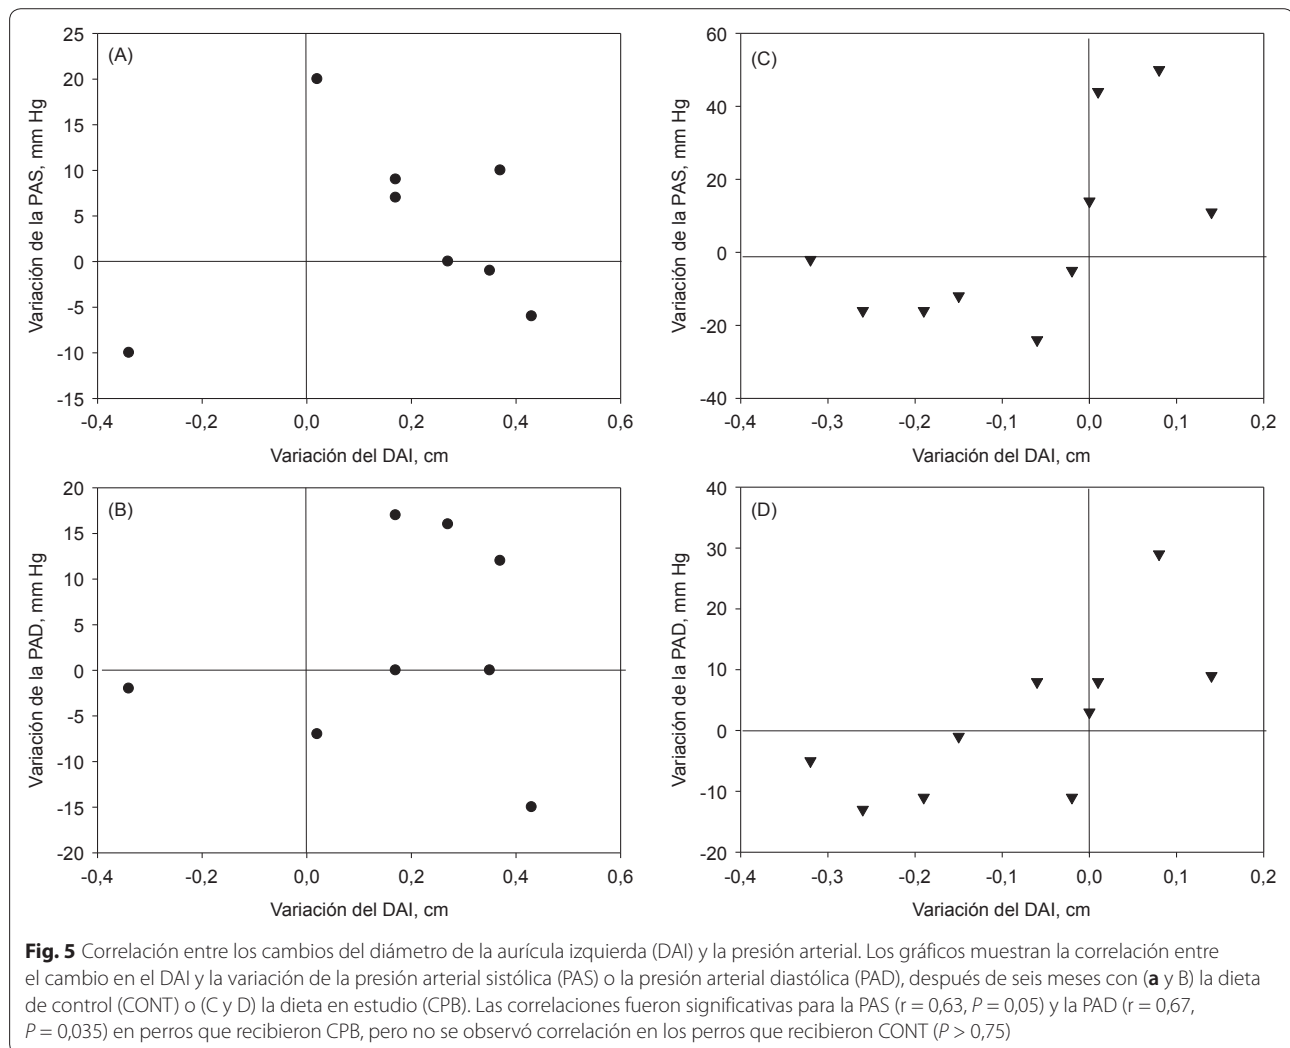 (A)
25
20
15
10
5
0
-5
-10
-15
Variación de la PAS, mm Hg
-0,4 -0,2 0,0 0,2 0,4 0,6
Variación del DAI, cm
(C)
60
40
20
0
-20
-40
Variación de la PAS, mm Hg
-0,4 -0,3 -0,2 -0,1 0,0 0,1 0,2
Variación del DAI, cm
(B)
20
15
10
5
0
-5
-10
-15
-20
Variación de la PAD, mm Hg
-0,4 -0,2 0,0 0,2 0,4 0,6
Variación del DAI, cm
(D)
40
30
20
10
0
-10
-20
Variación de la PAD, mm Hg
-0,4 -0,3 -0,2 -0,1 0,0 0,1 0,2
Variación del DAI, cm
Fig. 5 Correlación entre los cambios del diámetro de la aurícula izquierda (DAI) y la presión arterial. Los gráficos muestran la correlación entre
el cambio en el DAI y la variación de la presión arterial sistólica (PAS) o la presión arterial diastólica (PAD), después de seis meses con (a y B) la dieta
de control (CONT) o (C y D) la dieta en estudio (CPB). Las correlaciones fueron significativas para la PAS (r = 0,63, P = 0,05) y la PAD (r = 0,67,
P = 0,035) en perros que recibieron CPB, pero no se observó correlación en los perros que recibieron CONT (P > 0,75)